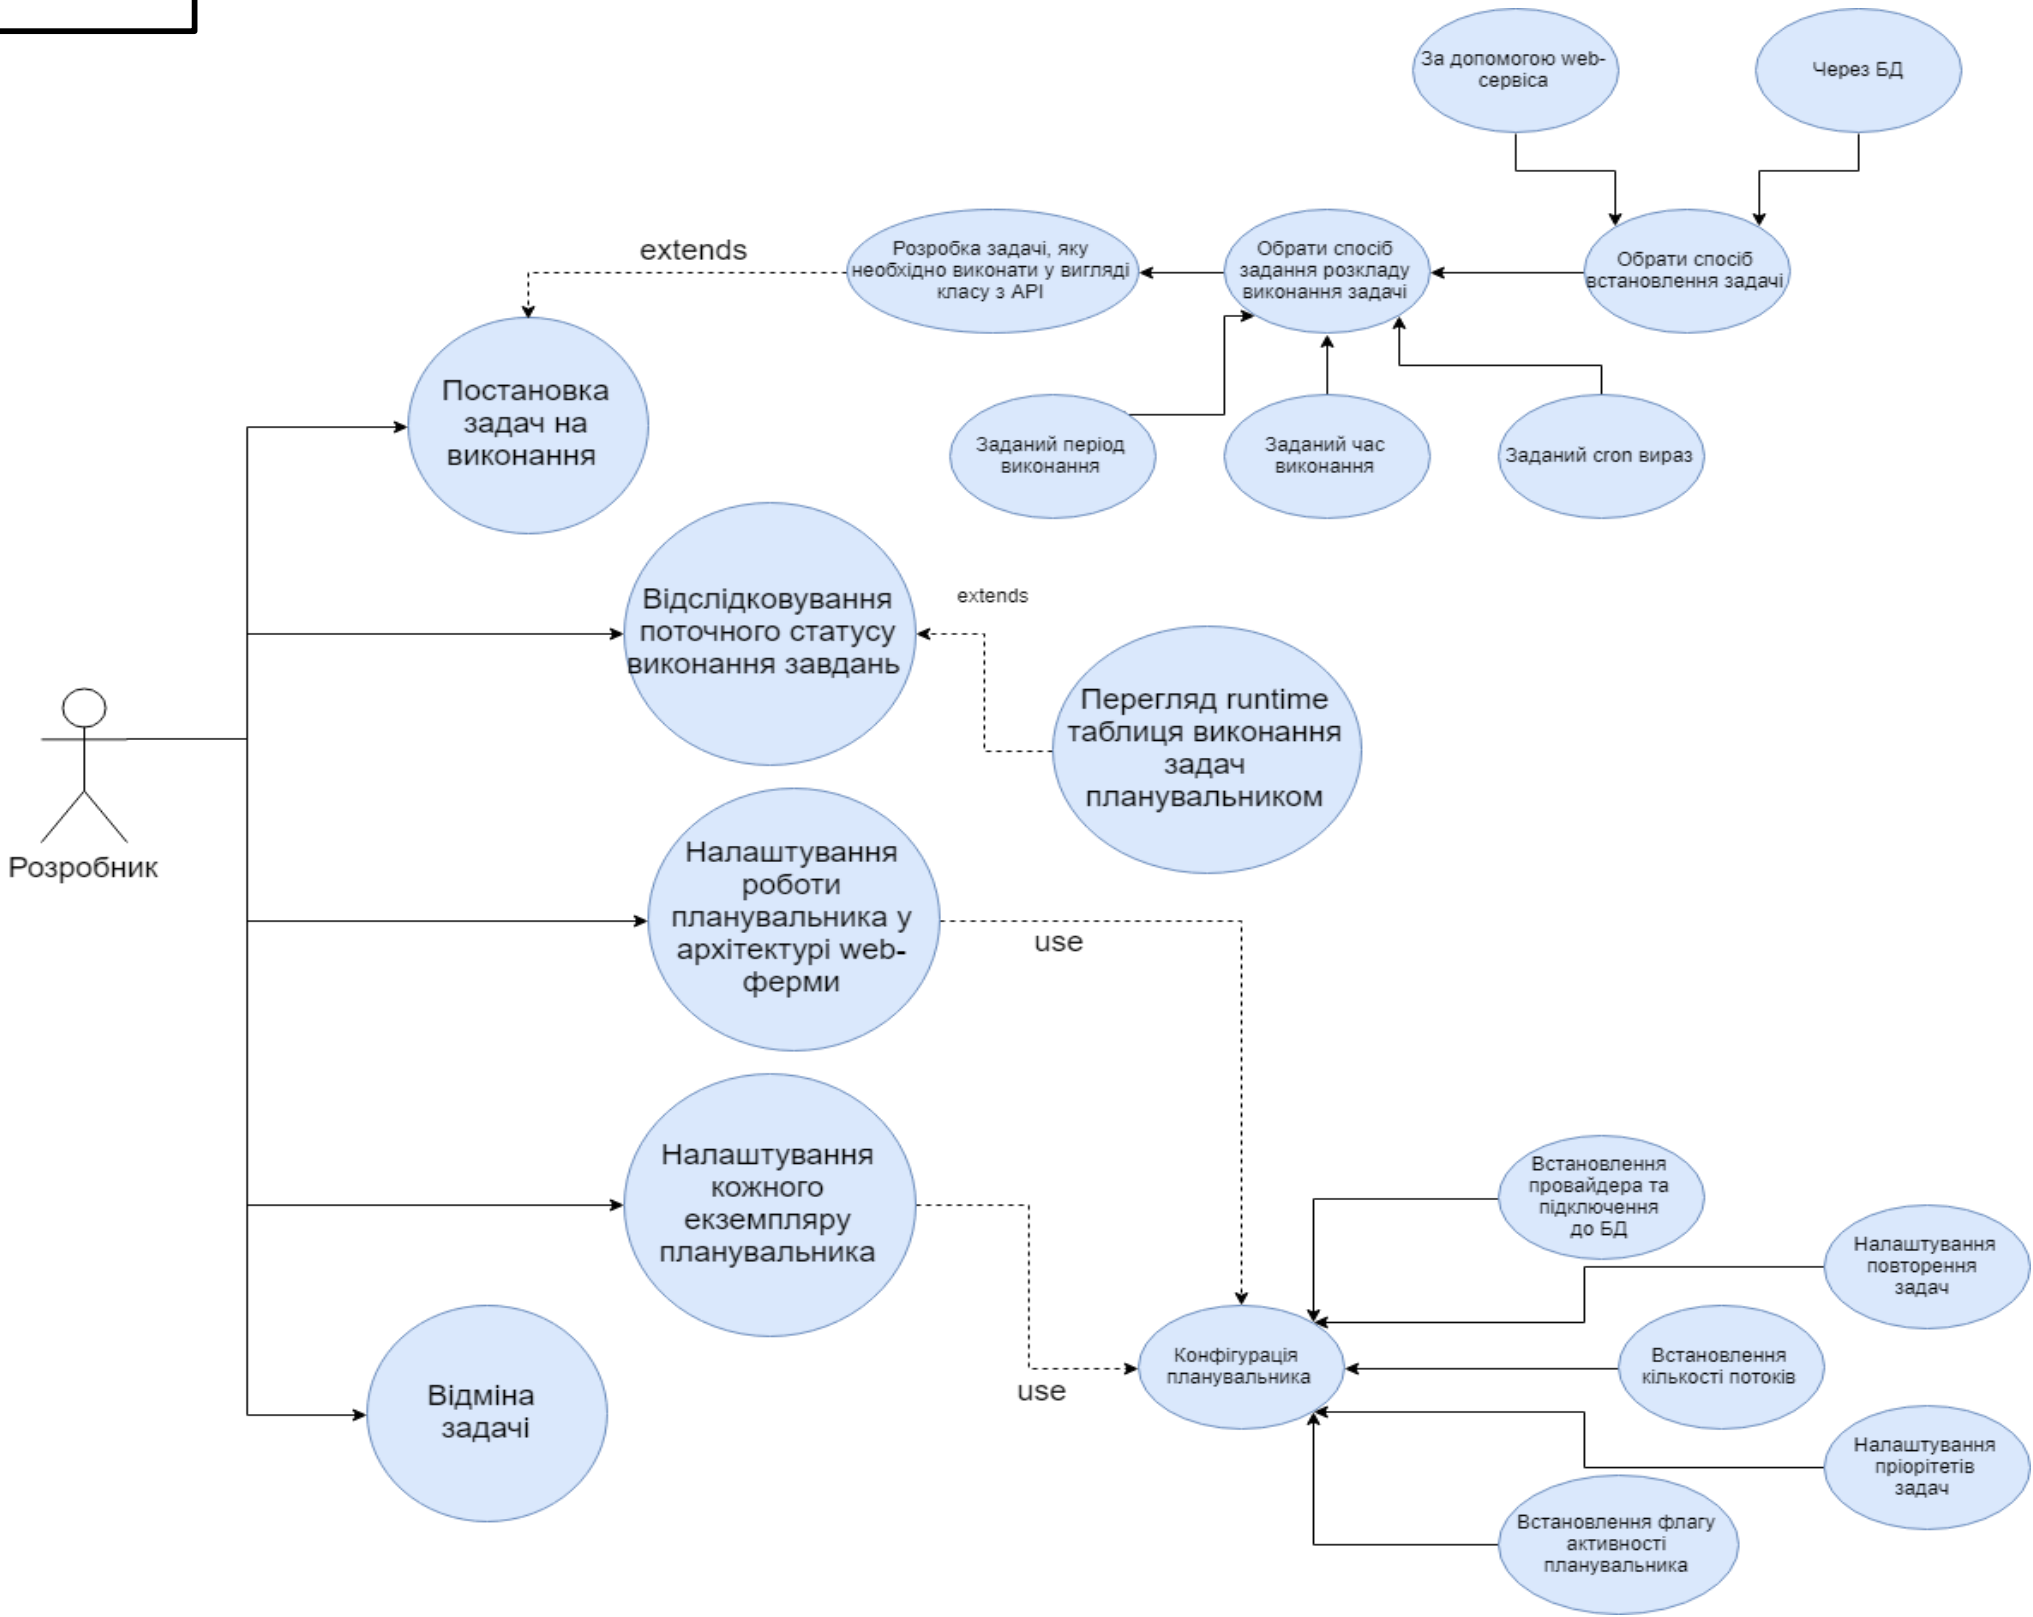 За допомогою web-
сервіса
Через БД
extends
Розробка задачі, яку
необхідно виконати у вигляді
класу з API
Обрати спосіб
задання розкладу
виконання задачі
Обрати спосіб
встановлення задачі
Постановка
задач на
виконання
Заданий період
виконання
Заданий час
виконання
Заданий cron вираз
Відслідковування
поточного статусу
виконання завдань
extends
Перегляд runtime
таблиця виконання
задач
планувальником
Розробник
Налаштування
роботи
планувальника у
архітектурі web-
ферми
use
Налаштування
кожного
екземпляру
планувальника
Встановлення
провайдера та
підключення
до БД
Налаштування
повторення
задач
Конфігурація
планувальника
Встановлення
кількості потоків
use
Відміна
задачі
Налаштування
пріорітетів
задач
Встановлення флагу
активності
планувальника